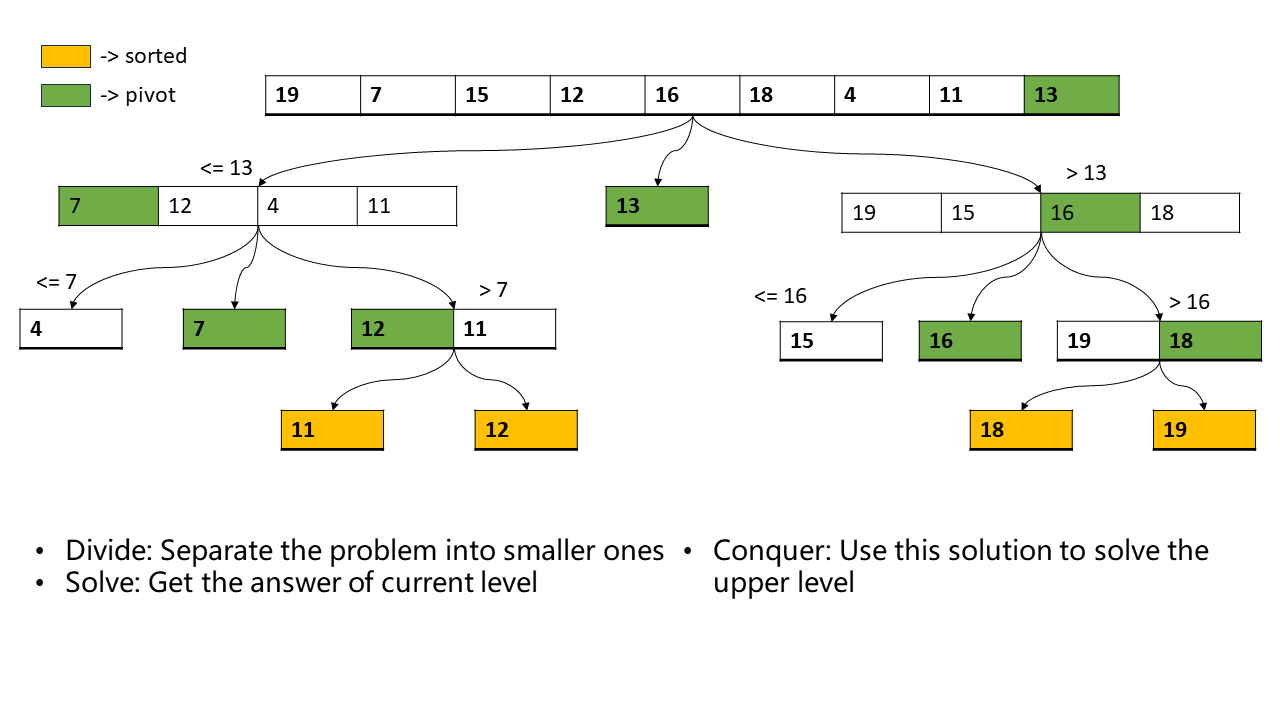 -> sorted
-> pivot
19 7 15 12 16 18 4 11 13
<= 13
> 13
7 12 4 11
13
19 15 16 18
<= 7
> 7
<= 16
> 16
4
7
12 11
15
16
19 18
11
12
18
19
• Divide: Separate the problem into smaller ones
• Solve: Get the answer of current level
• Conquer: Use this solution to solve the
upper level